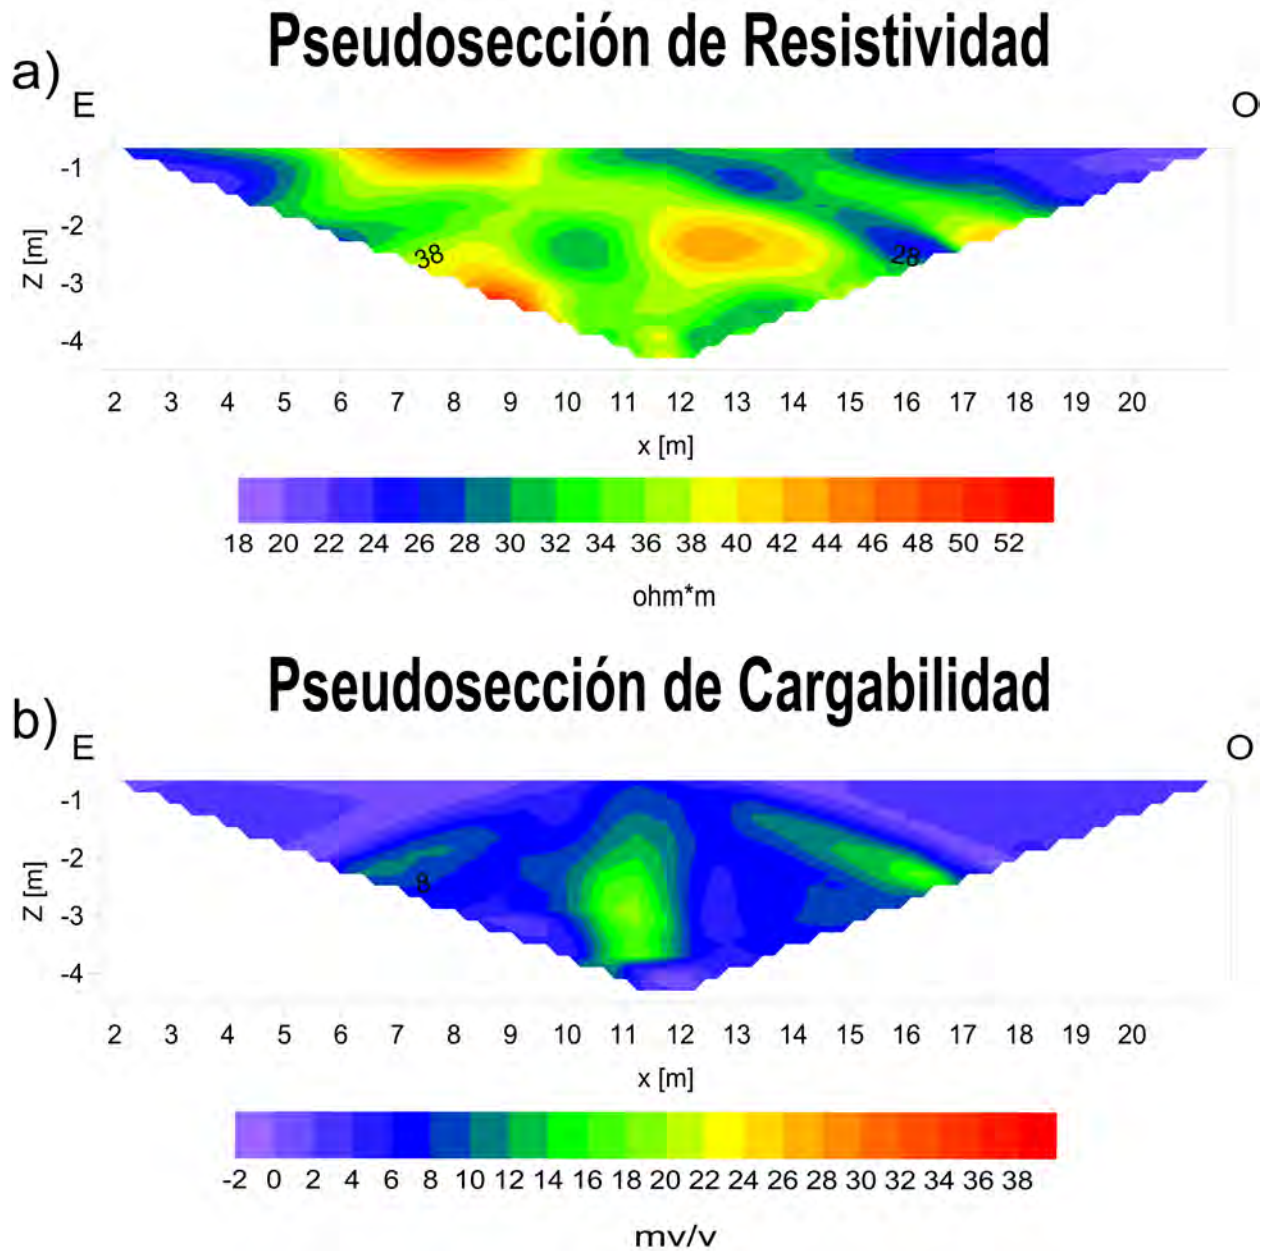 Pseudosección de Resistividad
a)
E O
-1
-2
-3
-4
Z [m]
38
28
2 3 4 5 6 7 8 9 10 11 12 13 14 15 16 17 18 19 20
x [m]
18 20 22 24 26 28 30 32 34 36 38 40 42 44 46 48 50 52
ohm*m
Pseudosección de Cargabilidad
b)
E O
-1
-2
-3
-4
Z [m]
8
2 3 4 5 6 7 8 9 10 11 12 13 14 15 16 17 18 19 20
x [m]
-2 0 2 4 6 8 10 12 14 16 18 20 22 24 26 28 30 32 34 36 38
mv/v